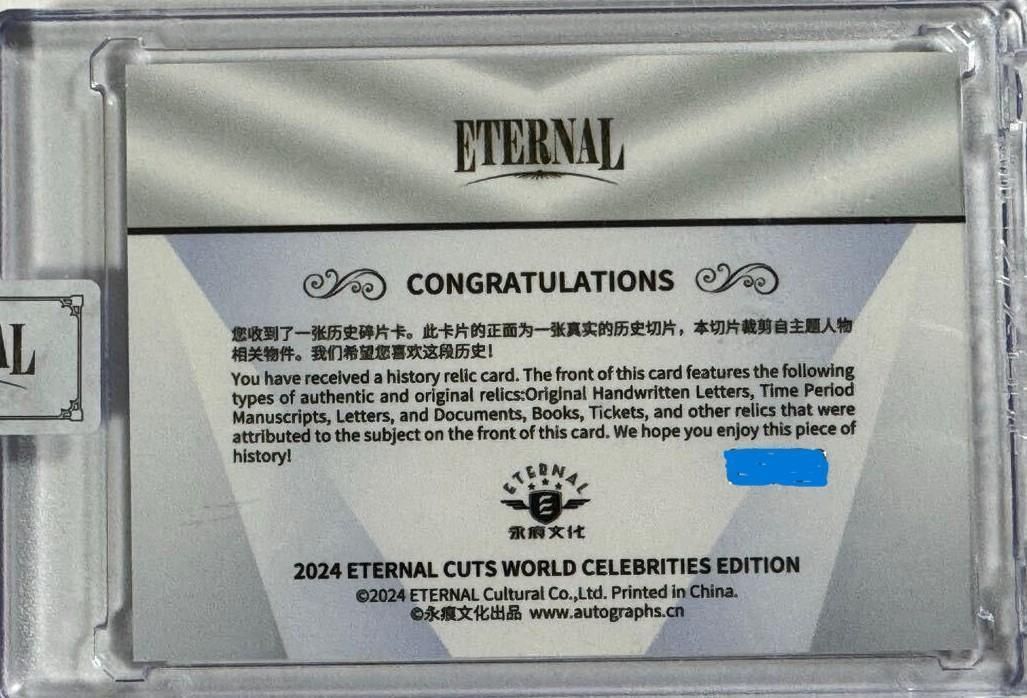 ETERNAL
CONGRATULATIONS
您收到了一张历史碎片卡。此卡片的正面为一张真实的历史切片，本切片裁剪自主题人物
相关物件。我们希望您喜欢这段历史！
You have received a history relic card. The front of this card features the following
types of authentic and original relics:Original Handwritten Letters, Time Period
Manuscripts, Letters, and Documents, Books, Tickets, and other relics that were
attributed to the subject on the front of this card. We hope you enjoy this piece of
history!
AL
ETERNAL
E
永痕文化
2024 ETERNAL CUTS WORLD CELEBRITIES EDITION
©2024 ETERNAL Cultural Co.,Ltd. Printed in China.
©永痕文化出品 www.autographs.cn